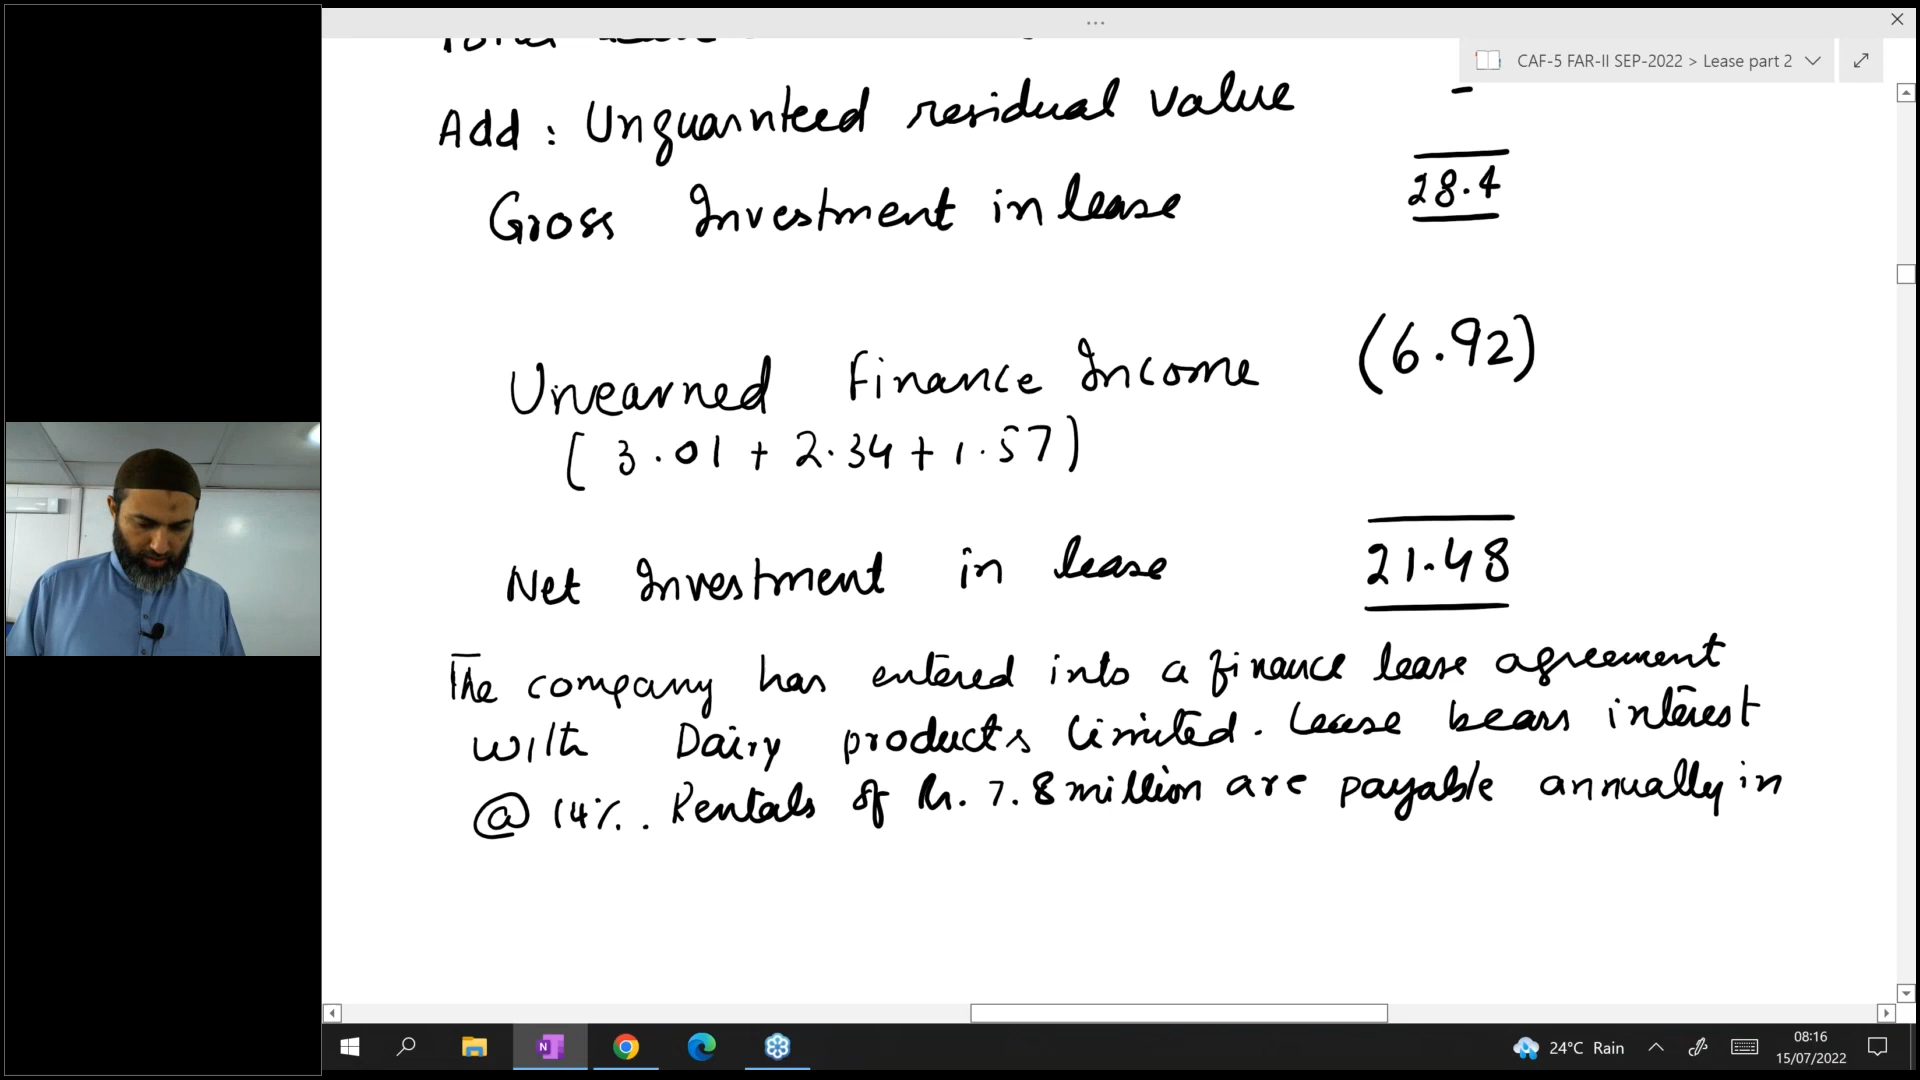 CAF-5 FAR-II SEP-2022 > Lease part 2
Add : Unguarnteed residual value -
Gross Investment in lease 28.4
Unearned Finance Income (6.92)
[ 3.01 + 2.34 + 1.57 )
Net Investment in lease 21.48
The company has entered into a finance lease agreement
with Dairy products limited. Lease bears interest
@ 14%. Rentals of Rs. 7.8 million are payable annually in
24°C Rain
08:16
15/07/2022